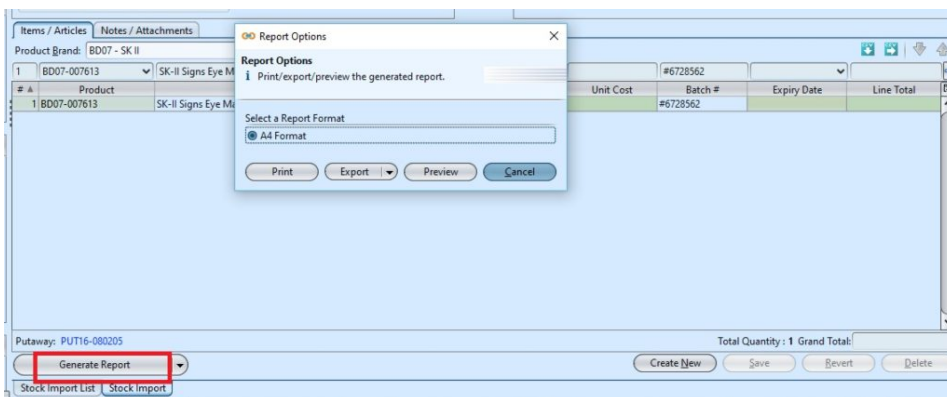 Items / Articles Notes / Attachments
Product Brand: BD07 - SK II
1 BD07-007613 SK-II Signs Eye M #6728562
# Product Unit Cost Batch # Expiry Date Line Total
1 BD07-007613 SK-II Signs Eye Ma #6728562
Report Options
Report Options
i Print/export/preview the generated report.
Select a Report Format
A4 Format
Print Export Preview Cancel
Putaway: PUT16-080205 Total Quantity : 1 Grand Total:
Generate Report Create New Save Revert Delete
Stock Import List Stock Import